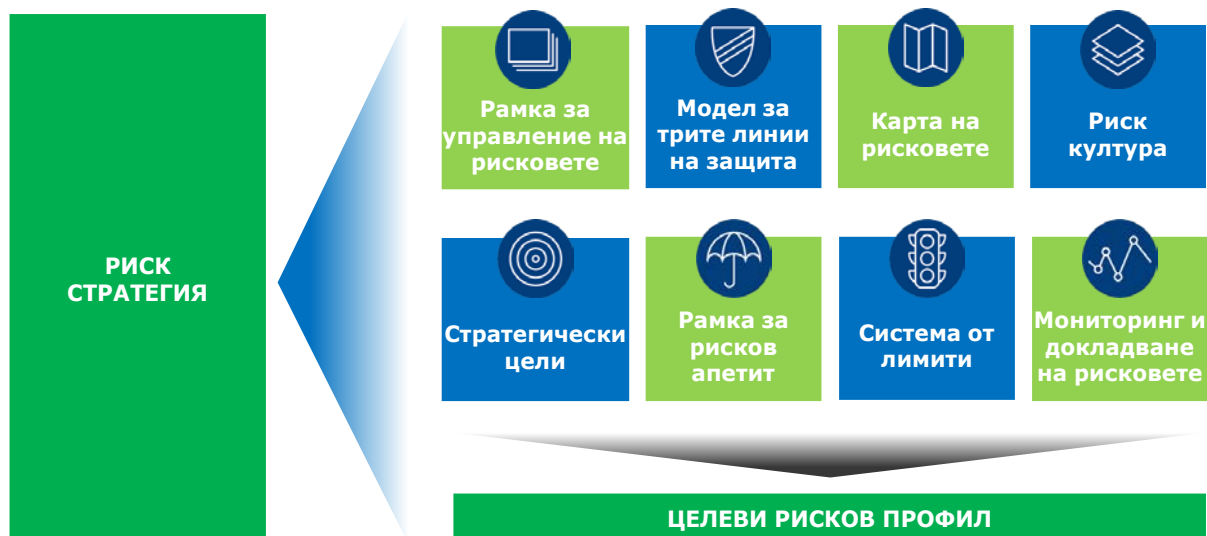 РИСК
СТРАТЕГИЯ
Рамка за
управление на
рисковете
Модел за
трите линии
на защита
Карта на
рисковете
Риск
култура
Стратегически
цели
Рамка за
рисков
апетит
Система от
лимити
Мониторинг и
докладване
на рисковете
ЦЕЛЕВИ РИСКОВ ПРОФИЛ